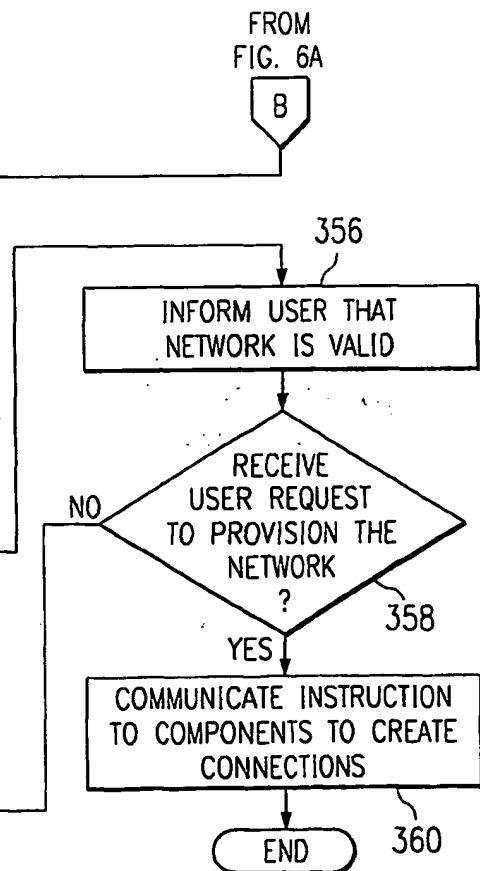 FROM
FIG. 6A
B
356
INFORM USER THAT
NETWORK IS VALID
RECEIVE
USER REQUEST
TO PROVISION THE
NETWORK
?
NO
358
YES
COMMUNICATE INSTRUCTION
TO COMPONENTS TO CREATE
CONNECTIONS
360
END